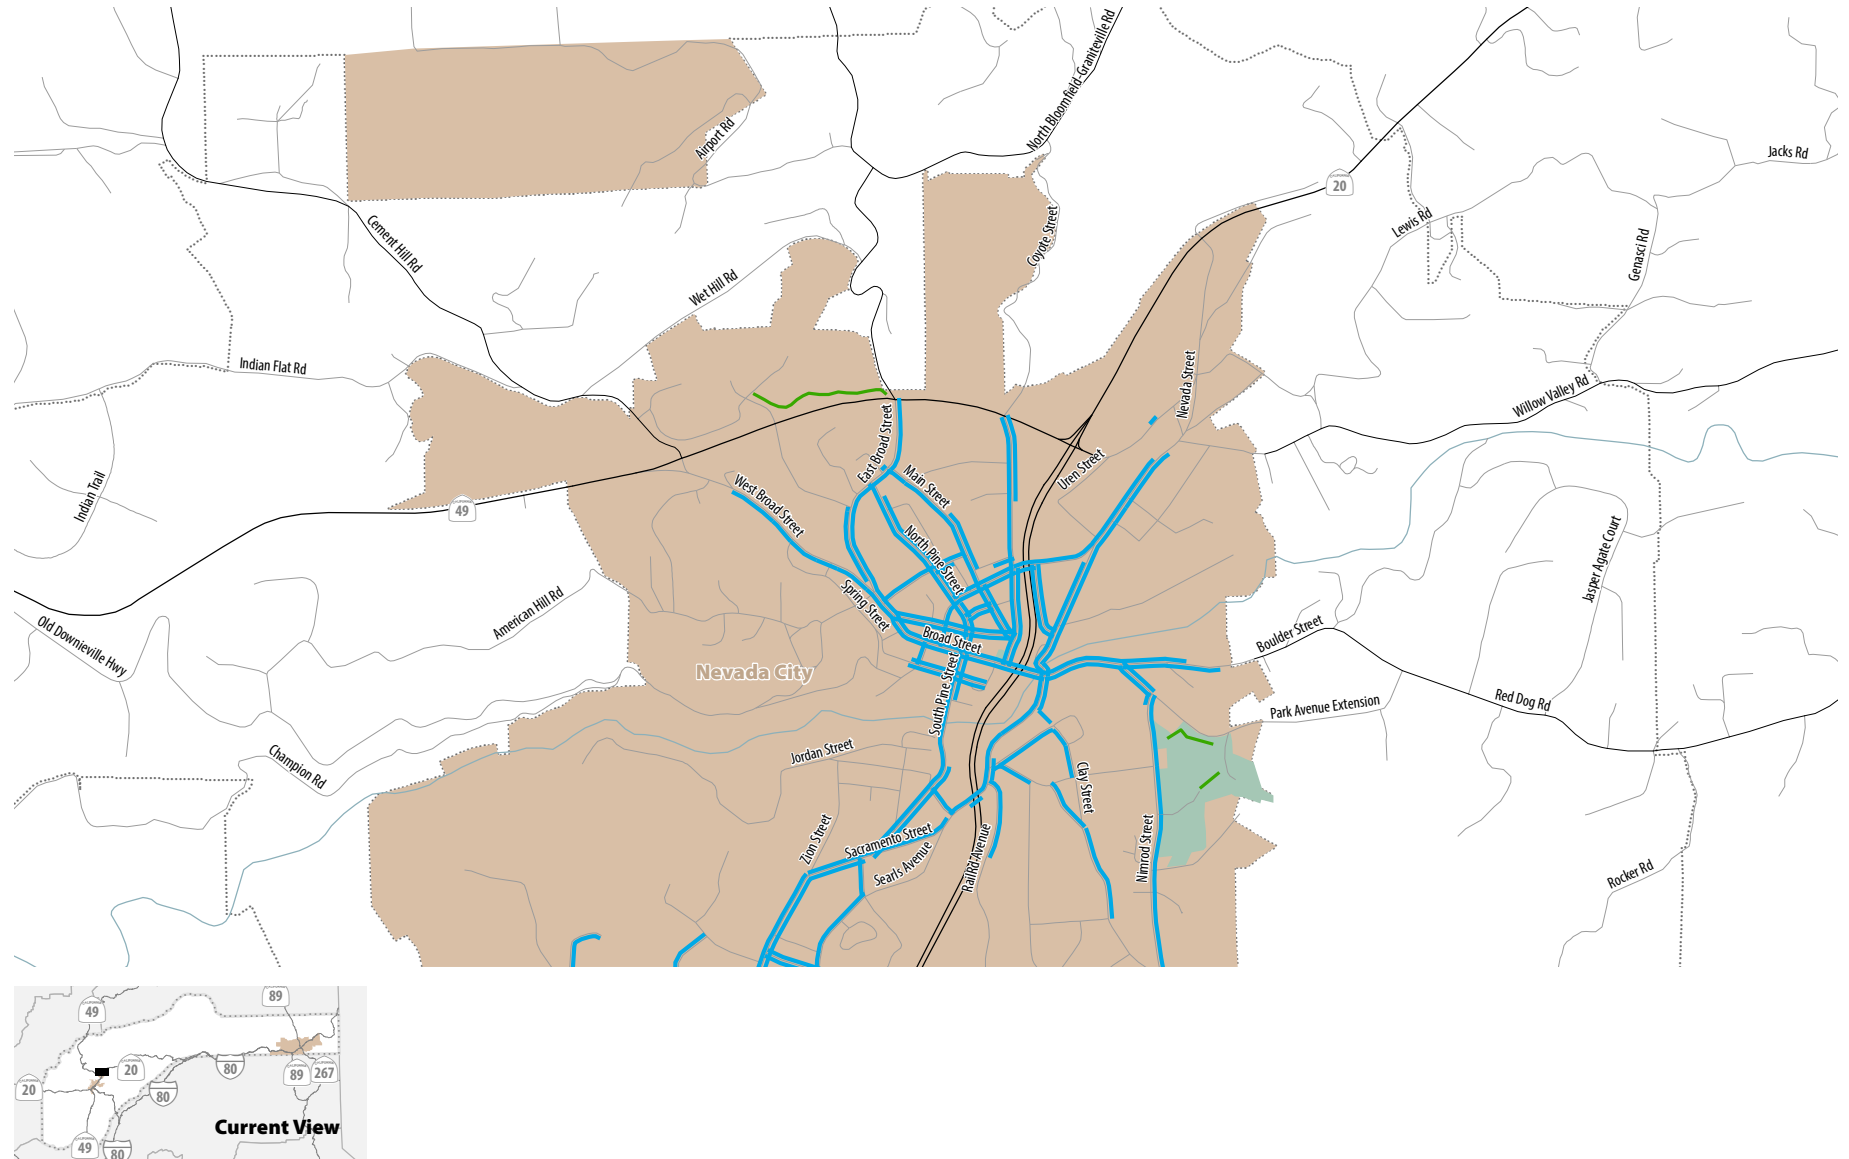 North Bloomfield-Graniteville Rd
Airport Rd
Jacks Rd
CALIFORNIA
20
Lewis Rd
Coyote Street
Cement Hill Rd
Genasci Rd
Wet Hill Rd
Indian Flat Rd
Nevada Street
Willow Valley Rd
East Broad Street
Uren Street
Main Street
West Broad Street
Indian Trail
CALIFORNIA
49
North Pine Street
Jasper Agate Court
Spring Street
American Hill Rd
Old Downieville Hwy
Broad Street
Boulder Street
Nevada City
South Pine Street
Park Avenue Extension
Red Dog Rd
Jordan Street
Champion Rd
Clay Street
Zion Street
Sacramento Street
Nimrod Street
Searls Avenue
RailRd Avenue
Rocker Rd
89
49
20
80
89
267
20
80
49
80
Current View